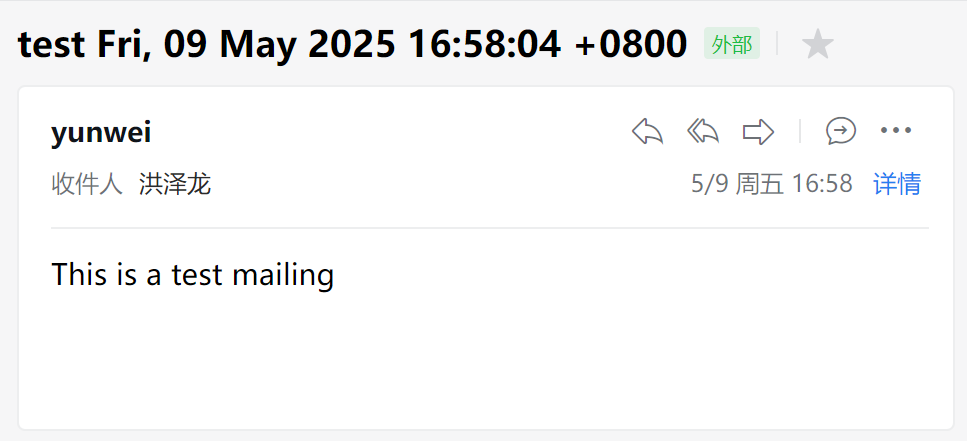 test Fri, 09 May 2025 16:58:04 +0800 外部
yunwei
收件人 洪泽龙 5/9 周五 16:58 详情
This is a test mailing